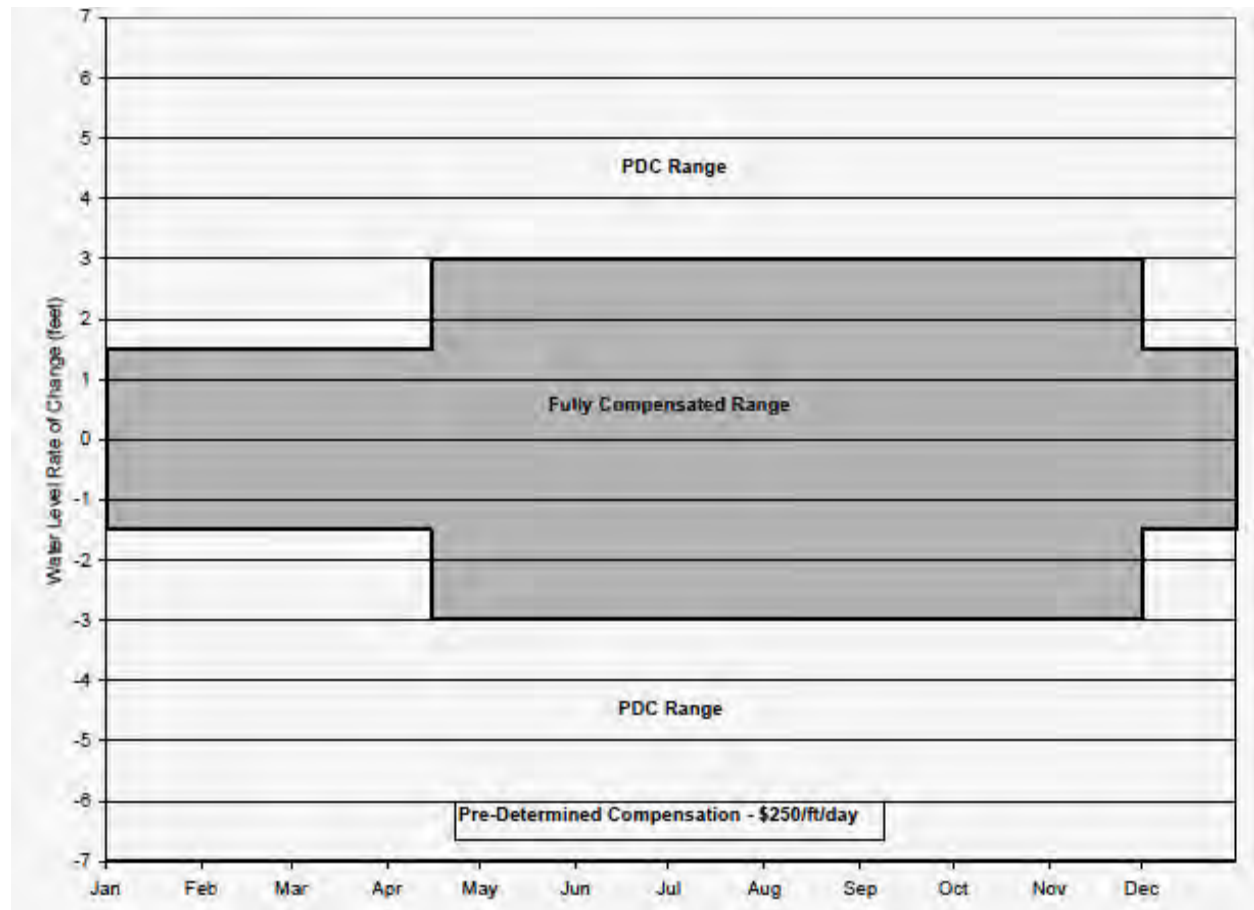 7
6
5
PDC Range
4
3
2
1
Fully Compensated Range
0
-1
-2
-3
-4
PDC Range
-5
-6
Pre-Determined Compensation - $250/ft/day
-7
Water Level Rate of Change (feet)
Jan Feb Mar Apr May Jun Jul Aug Sep Oct Nov Dec